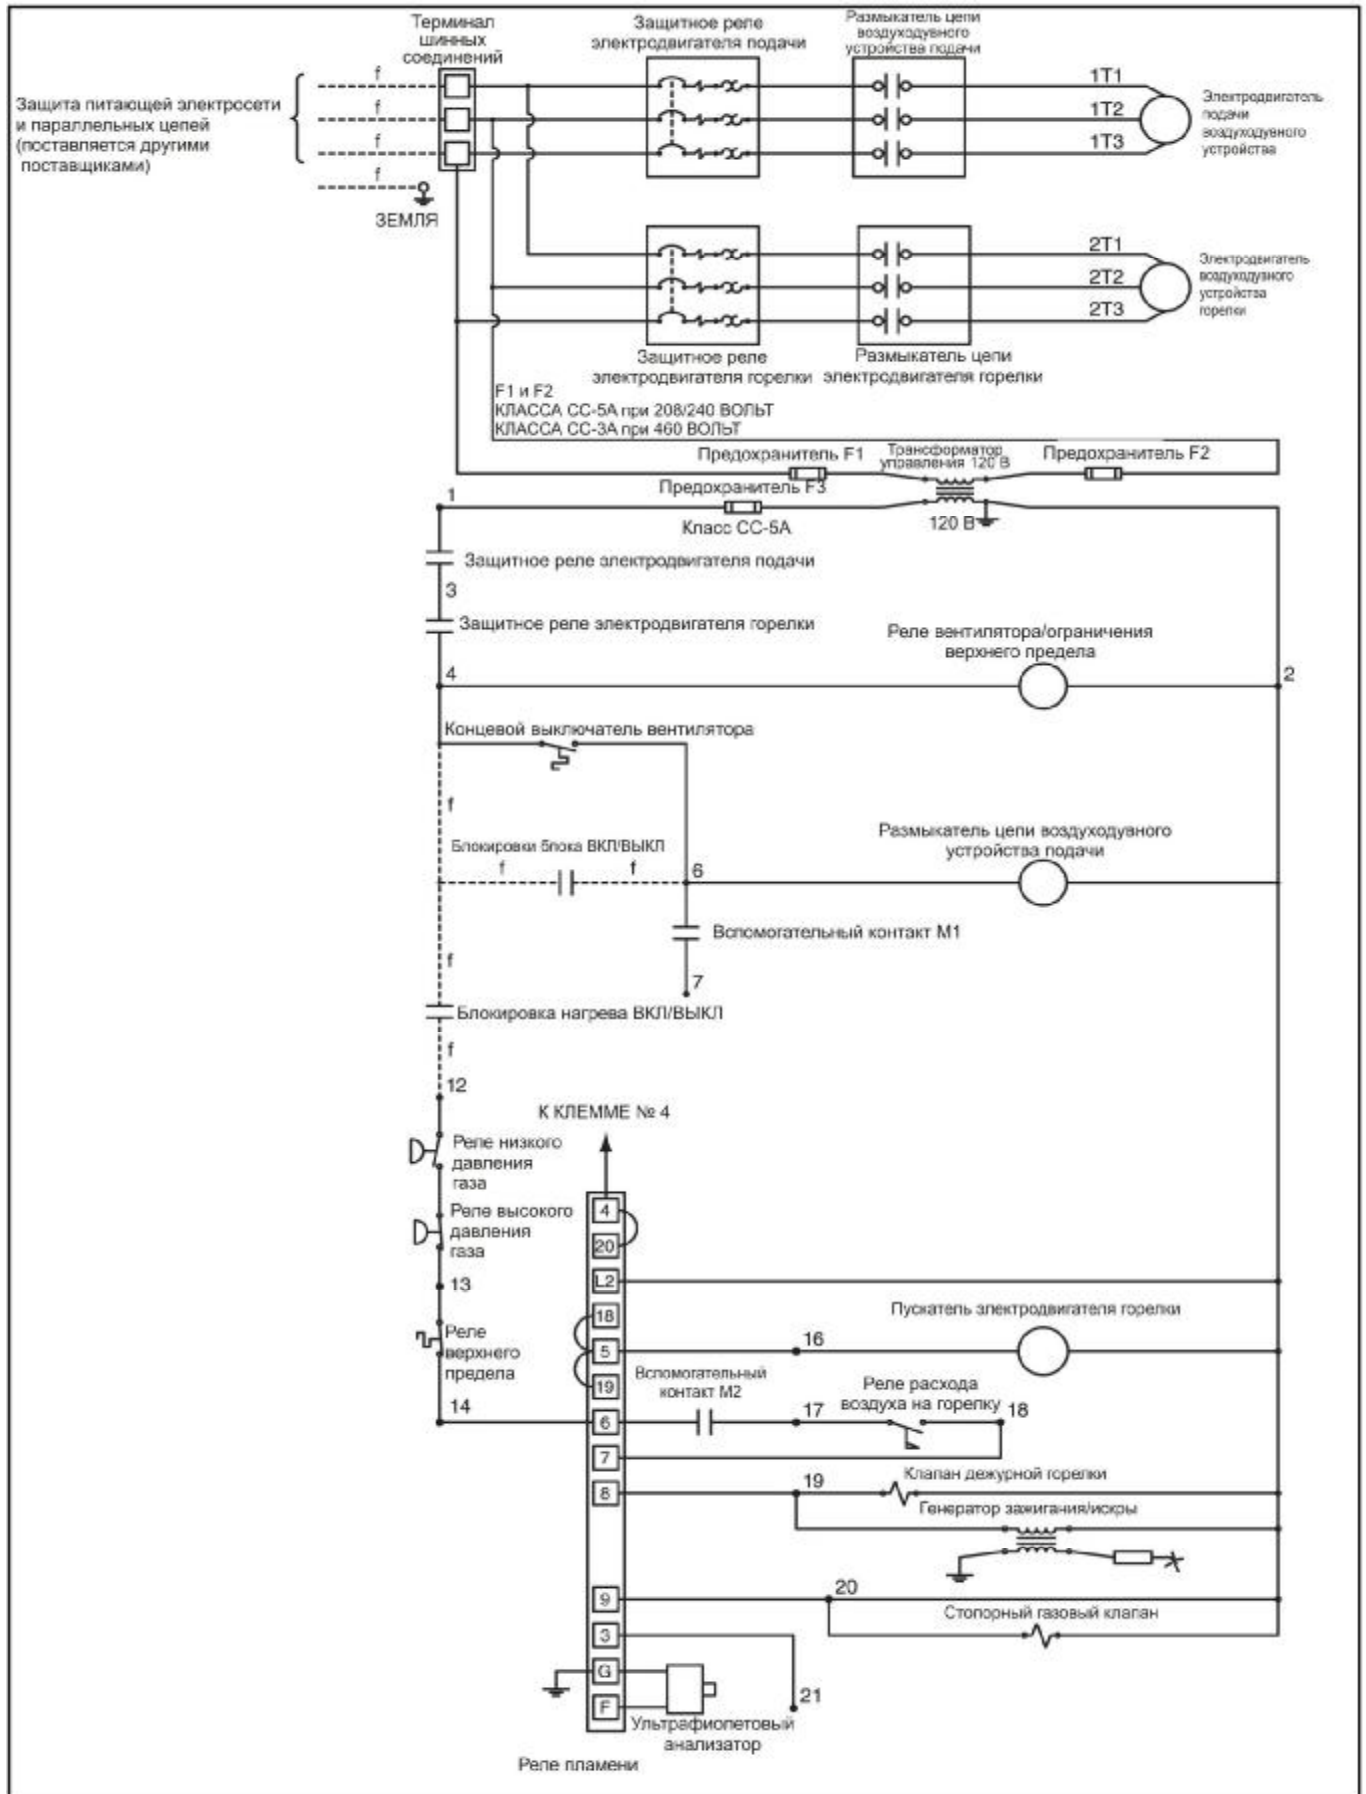 Терминал
шинных
соединений
Защитное реле
электродвигателя подачи
Размыкатель цепи
воздуходувного
устройства подачи
f
f
f
f
Защита питающей электросети
и параллельных цепей
(поставляется другими
поставщиками)
ЗЕМЛЯ
1T1
1T2
1T3
Электродвигатель
подачи
воздуходувного
устройства
2T1
2T2
2T3
Электродвигатель
воздуходувного
устройства
горелки
Защитное реле
электродвигателя горелки
Размыкатель цепи
электродвигателя горелки
F1 и F2
КЛАССА СС-5А при 208/240 ВОЛЬТ
КЛАССА СС-3А при 460 ВОЛЬТ
Предохранитель F1
Трансформатор
управления 120 В
Предохранитель F2
Предохранитель F3
Класс СС-5А
120 В
1
Защитное реле электродвигателя подачи
3
Защитное реле электродвигателя горелки
Реле вентилятора/ограничения
верхнего предела
4
2
Концевой выключатель вентилятора
f
Блокировки блока ВКЛ/ВЫКЛ
f
f
6
Размыкатель цепи воздуходувного
устройства подачи
Вспомогательный контакт М1
f
7
Блокировка нагрева ВКЛ/ВЫКЛ
f
12
К КЛЕММЕ № 4
Реле низкого
давления
газа
Реле высокого
давления
газа
13
Реле
верхнего
предела
14
4
20
L2
18
5
19
6
7
8
9
3
G
F
Пускатель электродвигателя горелки
16
Вспомогательный
контакт М2
17
Реле расхода
воздуха на горелку
18
19
Клапан дежурной горелки
Генератор зажигания/искры
20
Стопорный газовый клапан
21
Ультрафиолетовый
анализатор
Реле пламени